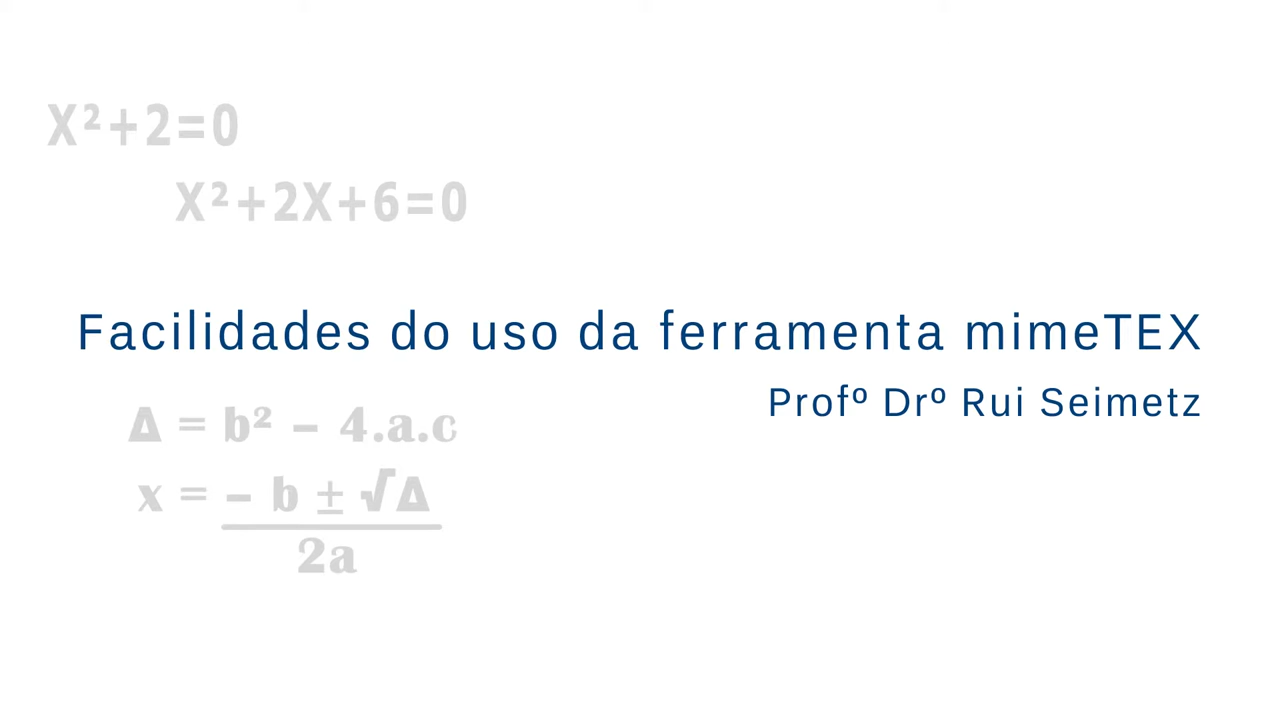 X²+2=0
X²+2X+6=0
Facilidades do uso da ferramenta mimeTEX
Profº Drº Rui Seimetz
Δ = b² – 4.a.c
x = – b ± √Δ
2a